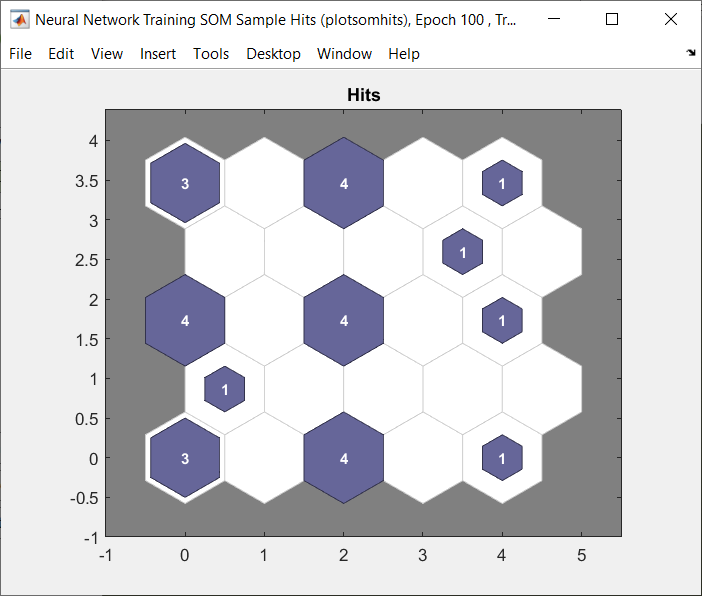 Neural Network Training SOM Sample Hits (plotsomhits), Epoch 100 , Tr...
File Edit View Insert Tools Desktop Window Help
Hits
4
3.5
3
2.5
2
1.5
1
0.5
0
-0.5
-1
3 4 1
1
4 4 1
1
3 4 1
-1 0 1 2 3 4 5